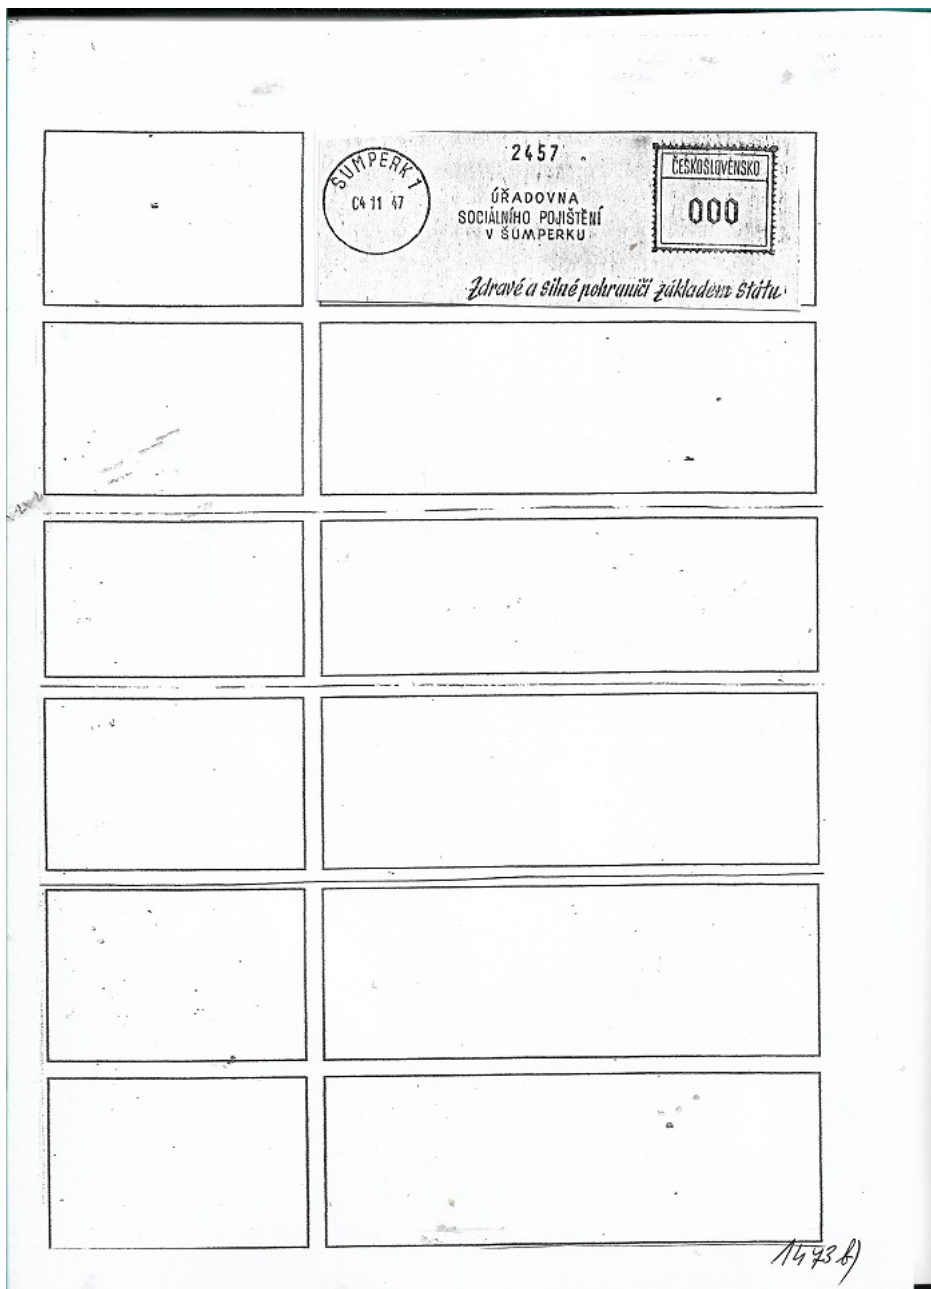 ŠUMPERK 1
04 11 47
2457
ÚŘADOVNA
SOCIÁLNÍHO POJIŠTĚNÍ
V ŠUMPERKU
ČESKOSLOVENSKO
000
Zdravé a silné pohraničí základem státu
1473 b)